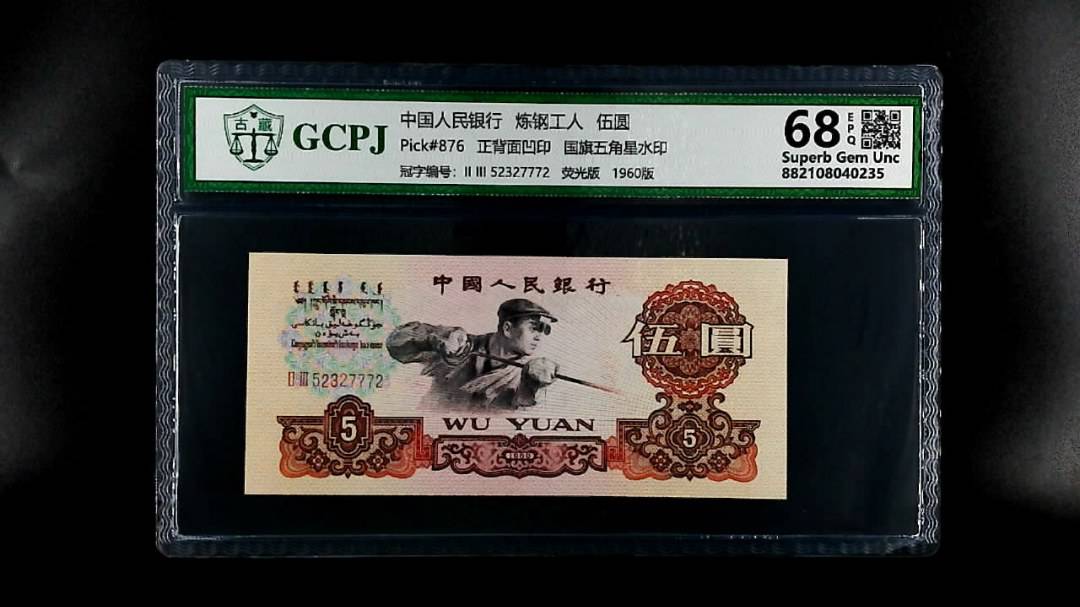 古藏
GCPJ
中国人民银行 炼钢工人 伍圆
Pick#876 正背面凹印 国旗五角星水印
冠字编号: II III 52327772 荧光版 1960版
68 EPQ
Superb Gem Unc
882108040235
中國人民銀行
伍圓
II III 52327772
5
WU YUAN
1960
5